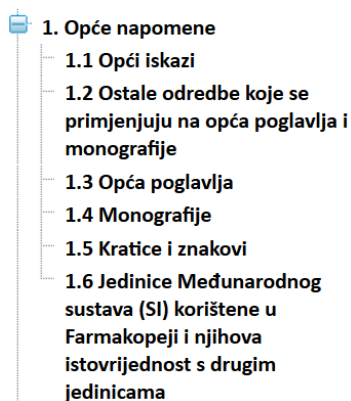 1. Opće napomene
1.1 Opći iskazi
1.2 Ostale odredbe koje se
primjenjuju na opća poglavlja i
monografije
1.3 Opća poglavlja
1.4 Monografije
1.5 Kratice i znakovi
1.6 Jedinice Međunarodnog
sustava (SI) korištene u
Farmakopeji i njihova
istovrijednost s drugim
jedinicama